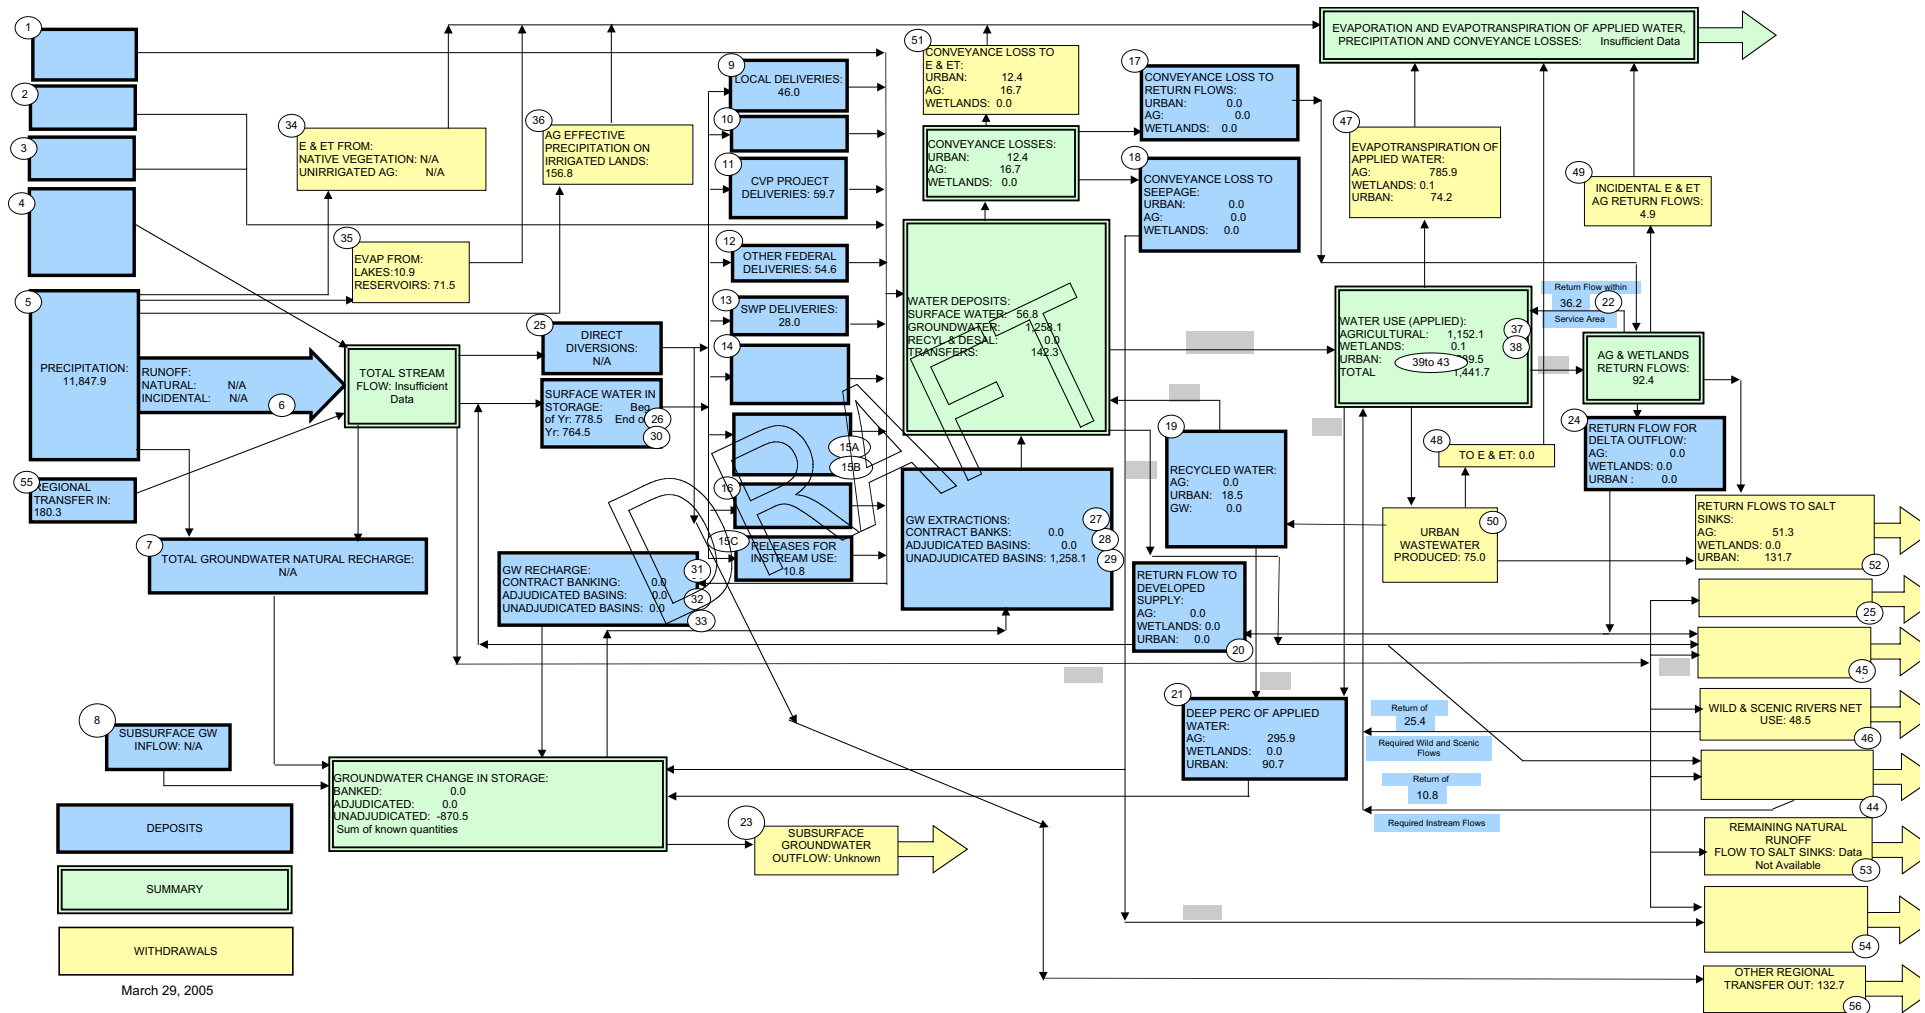 1
2
3
4
5
PRECIPITATION:
11,847.9
RUNOFF:
NATURAL: N/A
INCIDENTAL: N/A
6
55
REGIONAL
TRANSFER IN:
180.3
7
TOTAL GROUNDWATER NATURAL RECHARGE:
N/A
8
SUBSURFACE GW
INFLOW: N/A
DEPOSITS
SUMMARY
WITHDRAWALS
March 29, 2005
34
E & ET FROM:
NATIVE VEGETATION: N/A
UNIRRIGATED AG: N/A
35
EVAP FROM:
LAKES:10.9
RESERVOIRS: 71.5
36
AG EFFECTIVE
PRECIPITATION ON
IRRIGATED LANDS:
156.8
TOTAL STREAM
FLOW: Insufficient
Data
25
DIRECT
DIVERSIONS:
N/A
SURFACE WATER IN
STORAGE: Beg
of Yr: 778.5 End o
Yr: 764.5
26
30
GW RECHARGE:
CONTRACT BANKING: 0.0
ADJUDICATED BASINS: 0.0
UNADJUDICATED BASINS: 0.0
31
32
33
GROUNDWATER CHANGE IN STORAGE:
BANKED: 0.0
ADJUDICATED: 0.0
UNADJUDICATED: -870.5
Sum of known quantities
23
SUBSURFACE
GROUNDWATER
OUTFLOW: Unknown
9
LOCAL DELIVERIES:
46.0
10
11
CVP PROJECT
DELIVERIES: 59.7
12
OTHER FEDERAL
DELIVERIES: 54.6
13
SWP DELIVERIES:
28.0
14
15A
15B
16
15C
RELEASES FOR
INSTREAM USE:
10.8
DRAFT
51
CONVEYANCE LOSS TO
E & ET:
URBAN: 12.4
AG: 16.7
WETLANDS: 0.0
CONVEYANCE LOSSES:
URBAN: 12.4
AG: 16.7
WETLANDS: 0.0
WATER DEPOSITS:
SURFACE WATER: 56.8
GROUNDWATER: 1,258.1
RECYL & DESAL: 0.0
TRANSFERS: 142.3
GW EXTRACTIONS:
CONTRACT BANKS: 0.0
ADJUDICATED BASINS: 0.0
UNADJUDICATED BASINS: 1,258.1
27
28
29
17
CONVEYANCE LOSS TO
RETURN FLOWS:
URBAN: 0.0
AG: 0.0
WETLANDS: 0.0
18
CONVEYANCE LOSS TO
SEEPAGE:
URBAN: 0.0
AG: 0.0
WETLANDS: 0.0
19
RECYCLED WATER:
AG: 0.0
URBAN: 18.5
GW: 0.0
RETURN FLOW TO
DEVELOPED
SUPPLY:
AG: 0.0
WETLANDS: 0.0
URBAN: 0.0
20
21
DEEP PERC OF APPLIED
WATER:
AG: 295.9
WETLANDS: 0.0
URBAN: 90.7
EVAPORATION AND EVAPOTRANSPIRATION OF APPLIED WATER,
PRECIPITATION AND CONVEYANCE LOSSES: Insufficient Data
47
EVAPOTRANSPIRATION OF
APPLIED WATER:
AG: 785.9
WETLANDS: 0.1
URBAN: 74.2
49
INCIDENTAL E & ET
AG RETURN FLOWS:
4.9
Return Flow within
36.2
22
Service Area
WATER USE (APPLIED):
AGRICULTURAL: 1,152.1
WETLANDS: 0.1
URBAN: 89.5
TOTAL 1,441.7
37
38
39to 43
AG & WETLANDS
RETURN FLOWS:
92.4
24
RETURN FLOW FOR
DELTA OUTFLOW:
AG: 0.0
WETLANDS: 0.0
URBAN : 0.0
48
TO E & ET: 0.0
50
URBAN
WASTEWATER
PRODUCED: 75.0
RETURN FLOWS TO SALT
SINKS:
AG: 51.3
WETLANDS: 0.0
URBAN: 131.7
52
25
45
WILD & SCENIC RIVERS NET
USE: 48.5
46
Return of
25.4
Required Wild and Scenic
Flows
Return of
10.8
Required Instream Flows
44
REMAINING NATURAL
RUNOFF
FLOW TO SALT SINKS: Data
Not Available
53
54
OTHER REGIONAL
TRANSFER OUT: 132.7
56